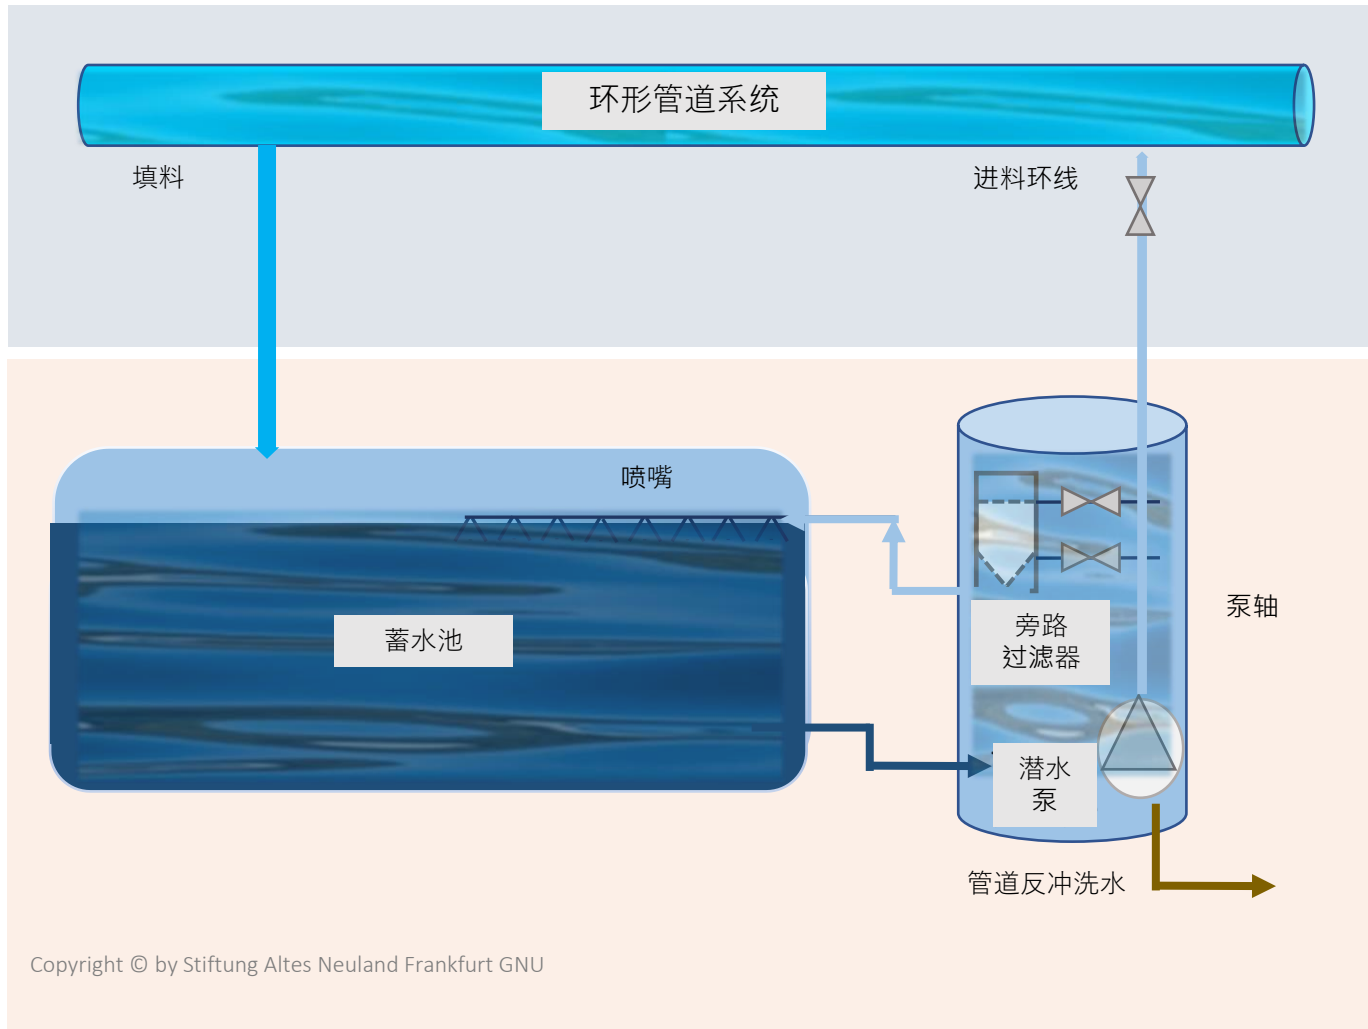 环形管道系统
填料
进料环线
喷嘴
蓄水池
旁路
过滤器
泵轴
潜水
泵
管道反冲洗水
Copyright © by Stiftung Altes Neuland Frankfurt GNU